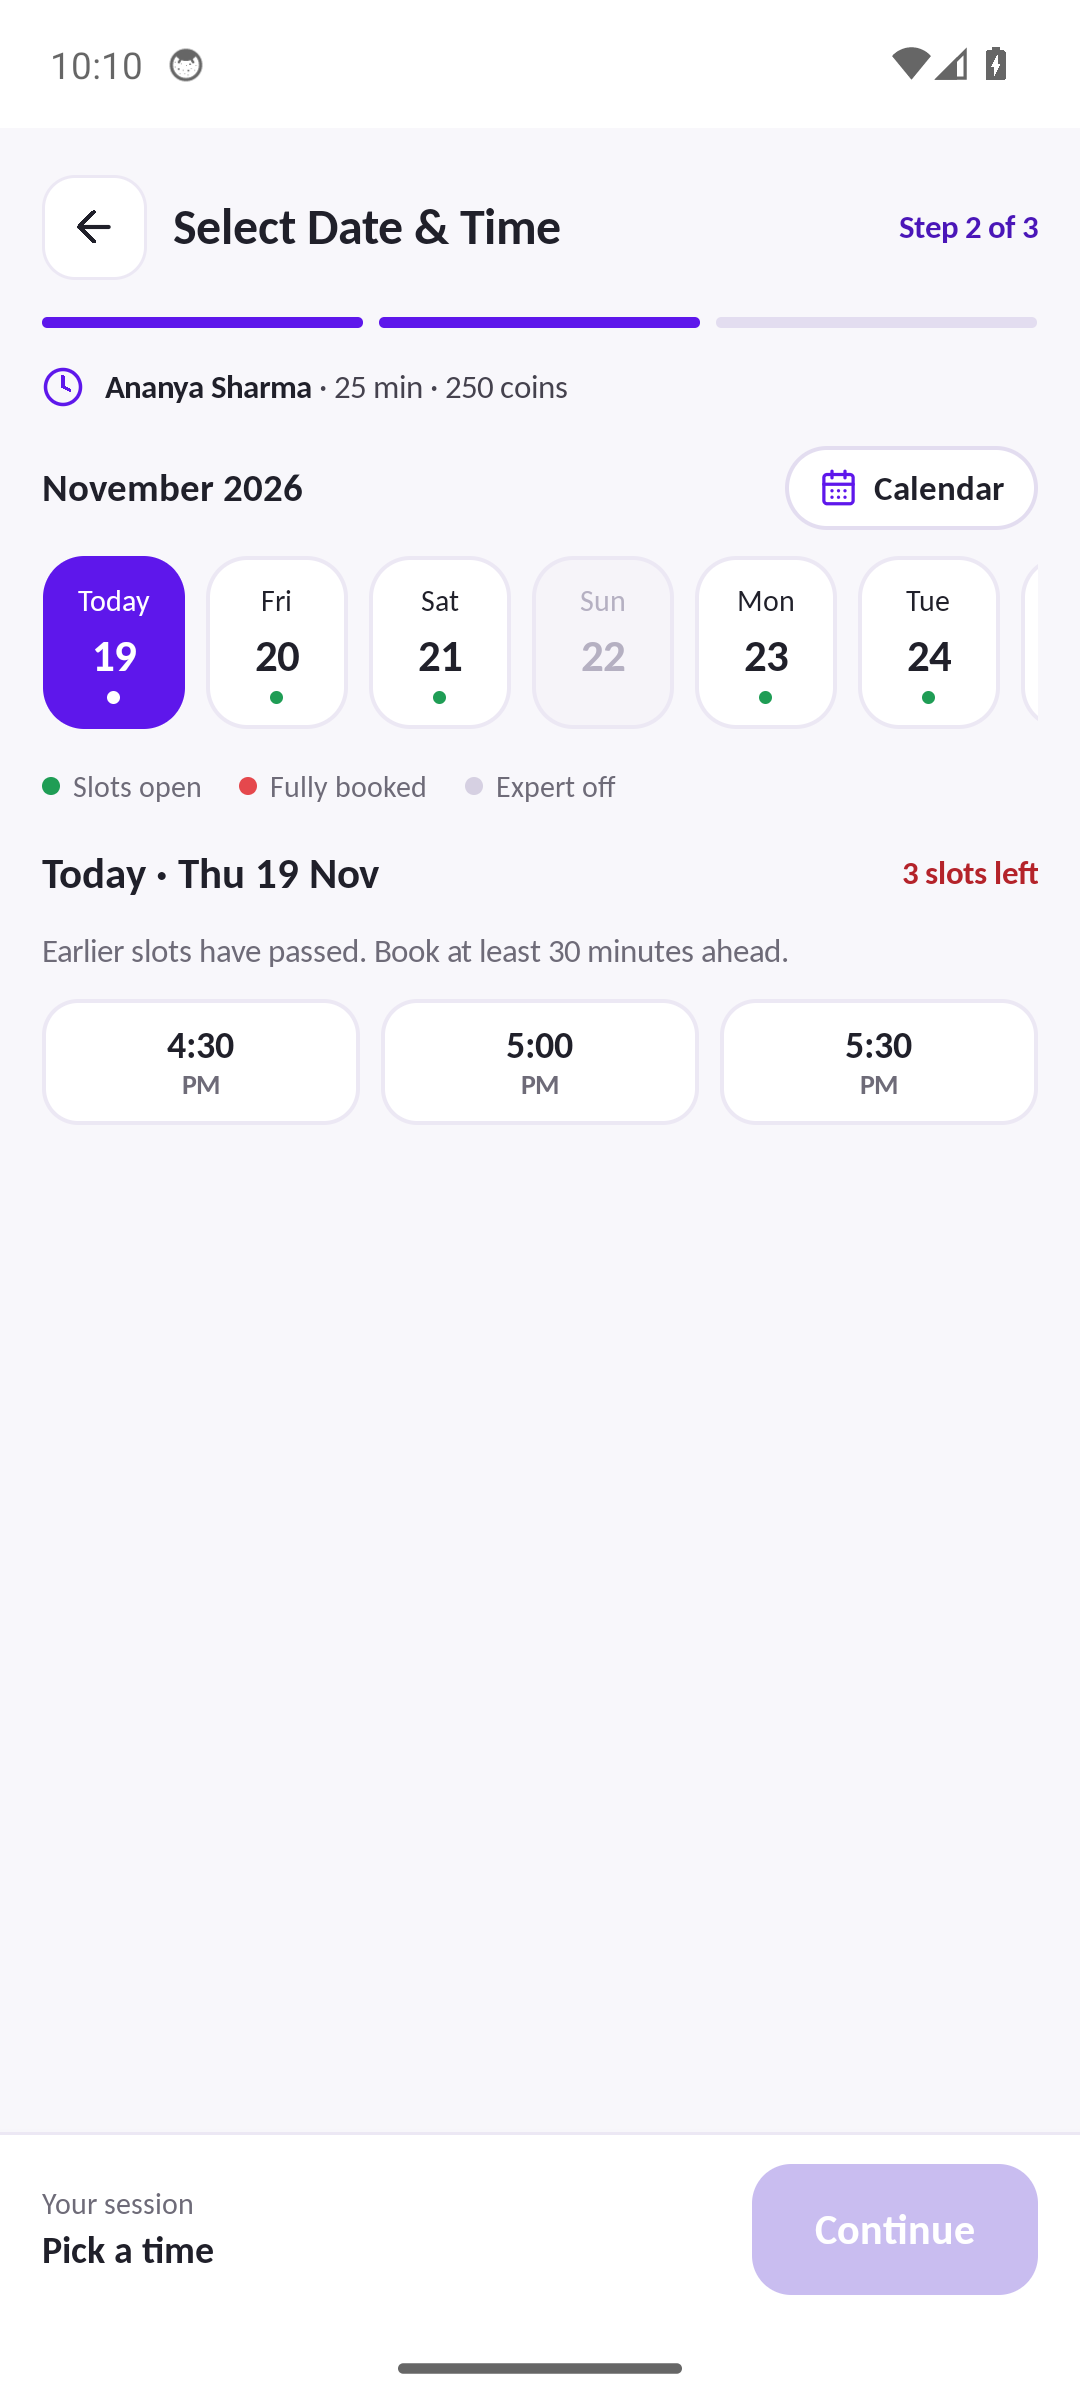 10:10
Select Date & Time
Step 2 of 3
Ananya Sharma · 25 min · 250 coins
November 2026
Calendar
Today Fri Sat Sun Mon Tue
19 20 21 22 23 24
Slots open Fully booked Expert off
Today · Thu 19 Nov
3 slots left
Earlier slots have passed. Book at least 30 minutes ahead.
4:30 5:00 5:30
PM PM PM
Your session
Pick a time
Continue